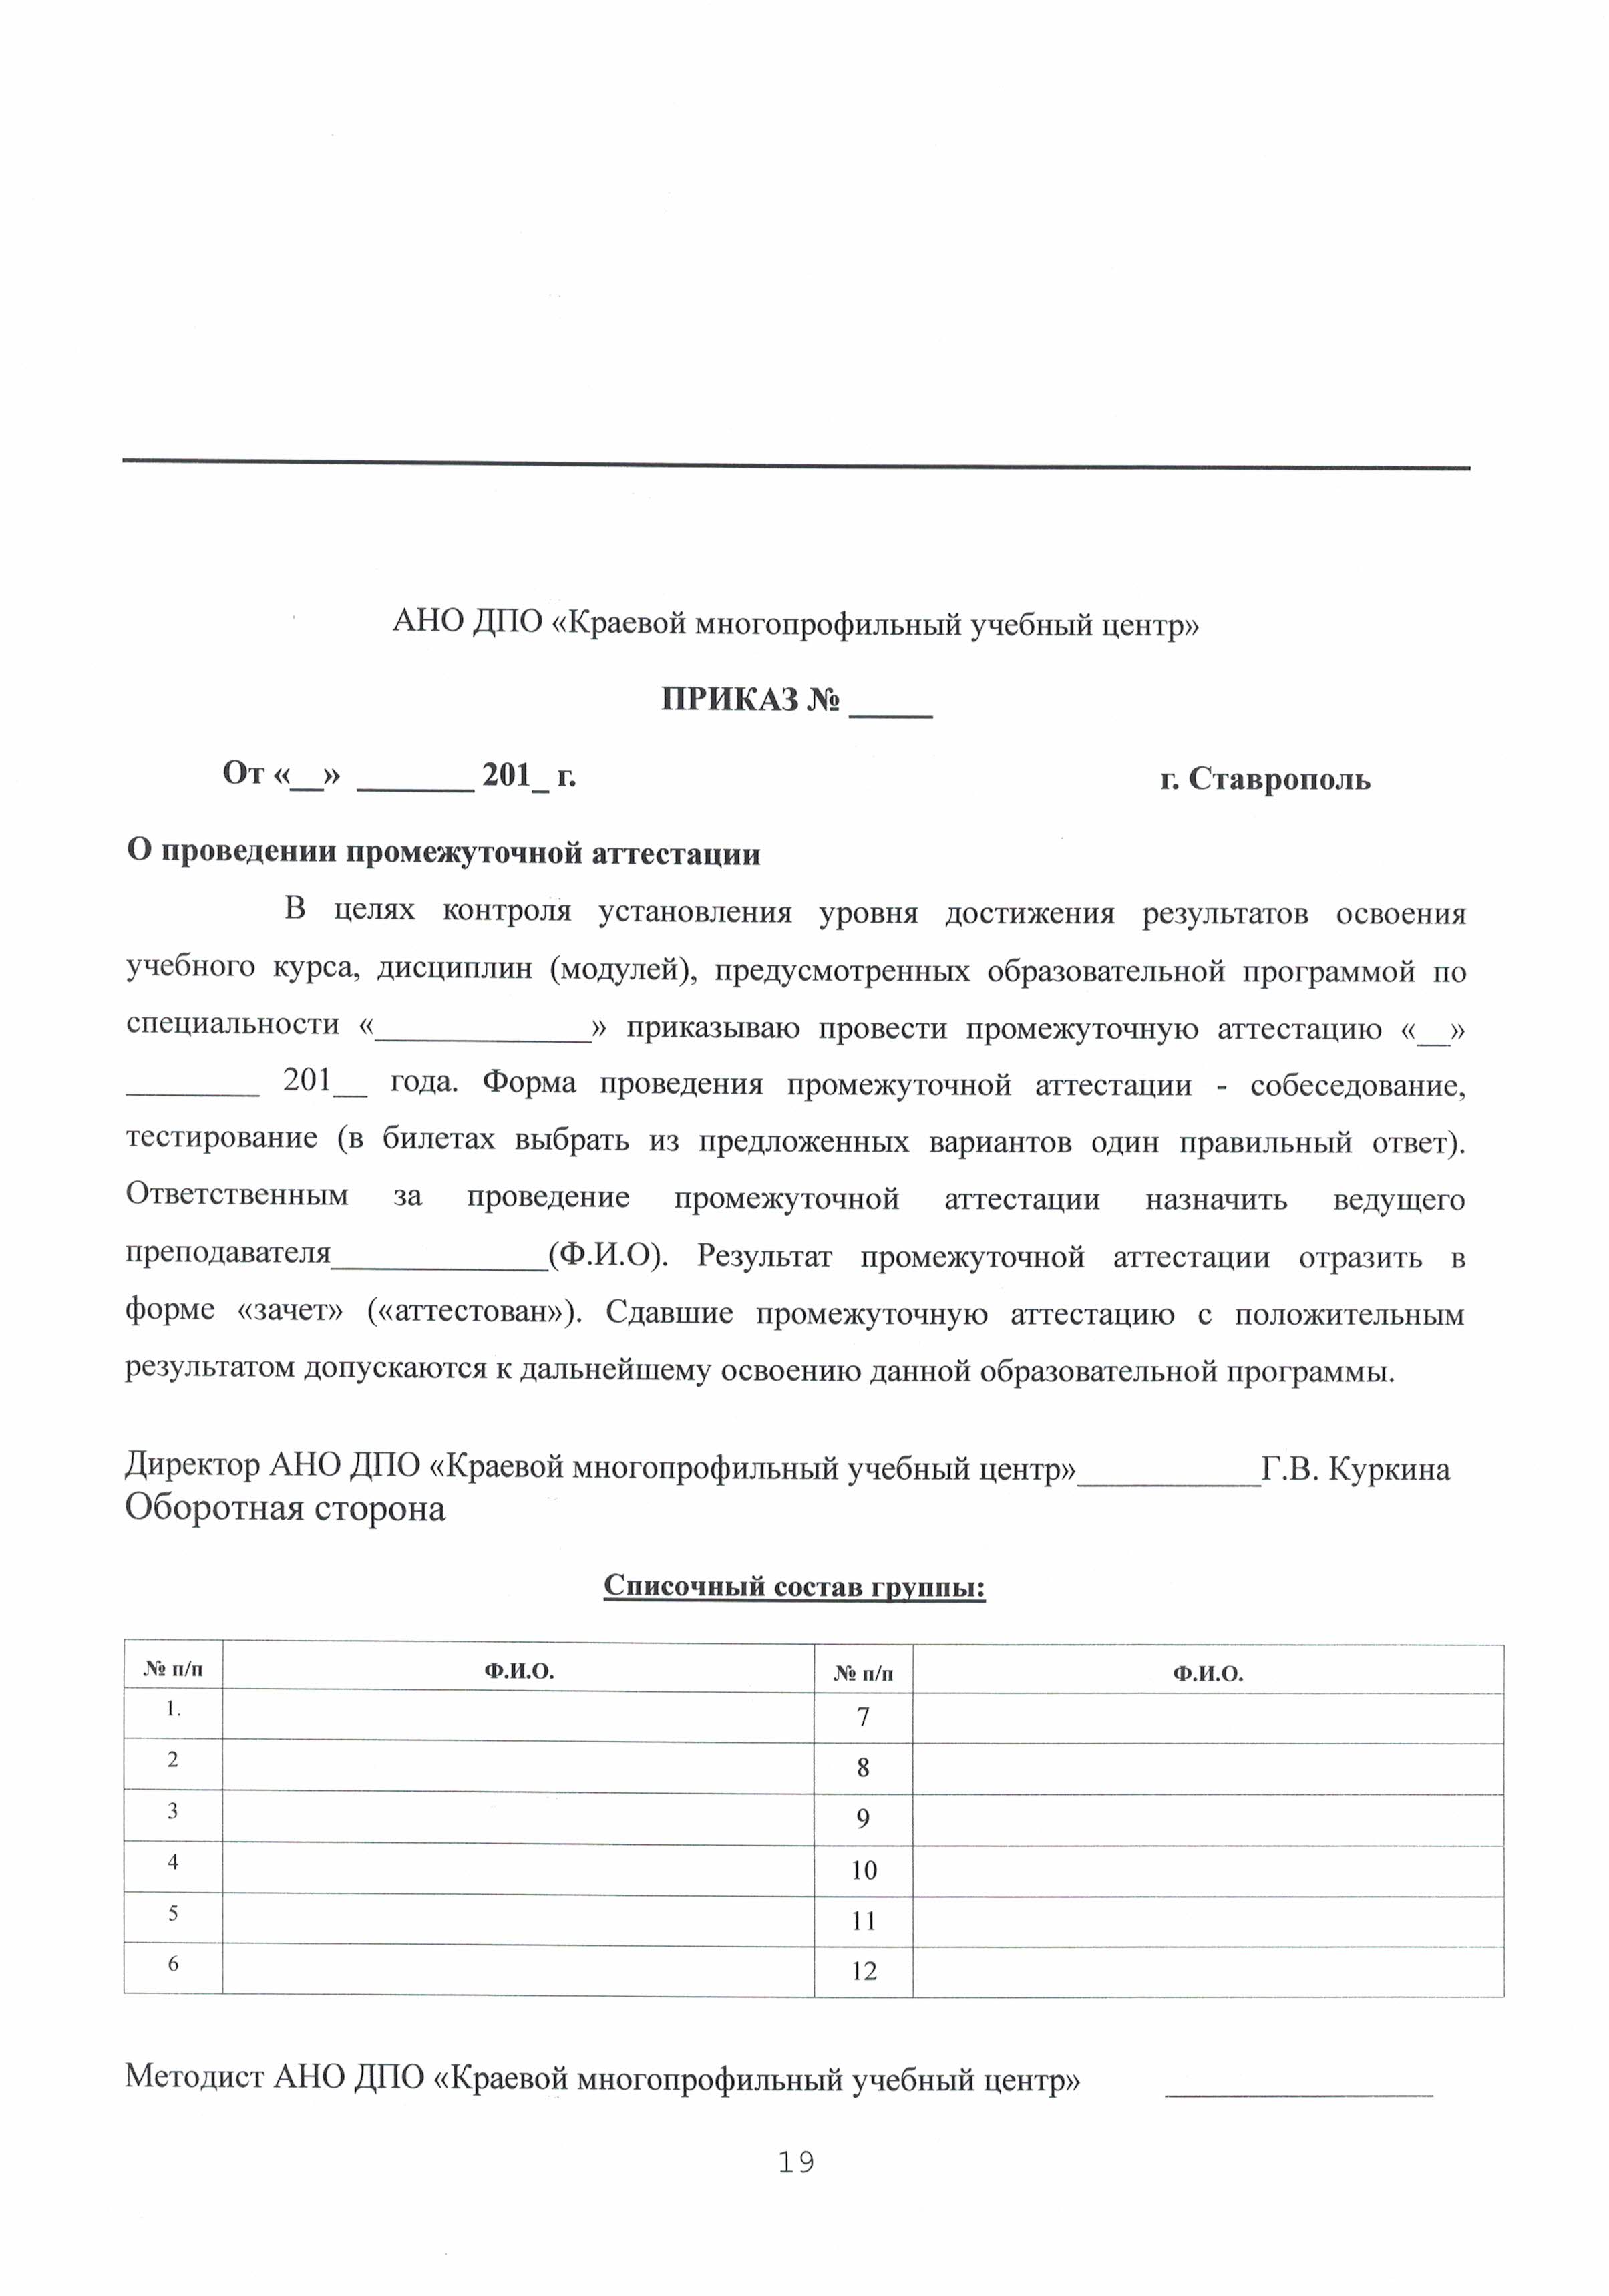 АНО ДПО «Краевой многопрофильный учебный центр»
ПРИКАЗ № _____
От «__» _______ 201_ г. г. Ставрополь
О проведении промежуточной аттестации
В целях контроля установления уровня достижения результатов освоения
учебного курса, дисциплин (модулей), предусмотренных образовательной программой по
специальности «_____________» приказываю провести промежуточную аттестацию «__»
________ 201__ года. Форма проведения промежуточной аттестации - собеседование,
тестирование (в билетах выбрать из предложенных вариантов один правильный ответ).
Ответственным за проведение промежуточной аттестации назначить ведущего
преподавателя_____________(Ф.И.О). Результат промежуточной аттестации отразить в
форме «зачет» («аттестован»). Сдавшие промежуточную аттестацию с положительным
результатом допускаются к дальнейшему освоению данной образовательной программы.
Директор АНО ДПО «Краевой многопрофильный учебный центр»___________Г.В. Куркина
Оборотная сторона
Списочный состав группы:
№ п/п Ф.И.О. № п/п Ф.И.О.
1. 7
2 8
3 9
4 10
5 11
6 12
Методист АНО ДПО «Краевой многопрофильный учебный центр» ________________
19